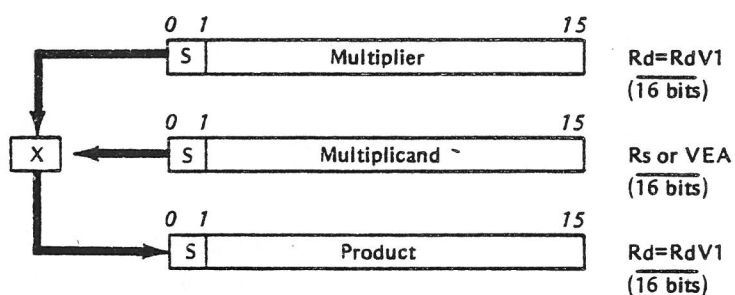 0 1 15
S Multiplier Rd=RdV1
(16 bits)
0 1 15
X S Multiplicand Rs or VEA
(16 bits)
0 1 15
S Product Rd=RdV1
(16 bits)